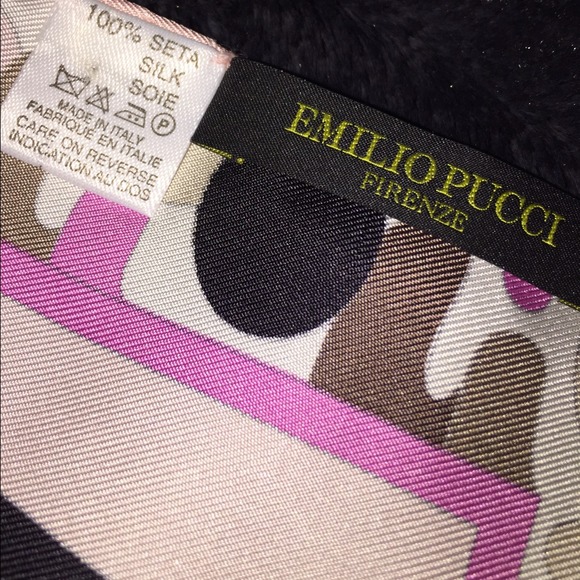 100% SETA
SILK
SOIE
MADE IN ITALY
FABRIQUE EN ITALIE
CARE ON REVERSE
INDICATION AU DOS
EMILIO PUCCI
FIRENZE